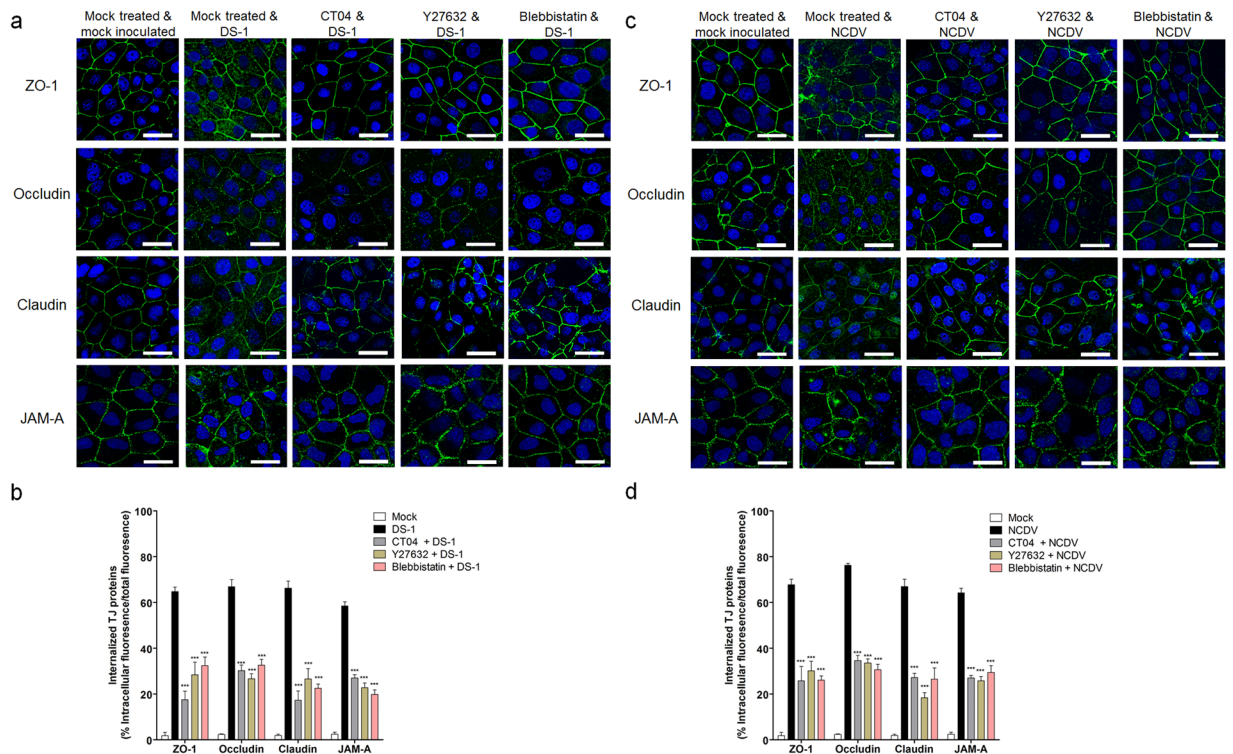 a
Mock treated & mock inoculated
Mock treated & DS-1
CT04 & DS-1
Y27632 & DS-1
Blebbistatin & DS-1
ZO-1
Occludin
Claudin
JAM-A
c
Mock treated & mock inoculated
Mock treated & NCDV
CT04 & NCDV
Y27632 & NCDV
Blebbistatin & NCDV
ZO-1
Occludin
Claudin
JAM-A
b
Internalized TJ proteins
(% Intracellular fluoresence/total fluoresence)
100
80
60
40
20
0
Mock
DS-1
CT04 + DS-1
Y27632 + DS-1
Blebbistatin + DS-1
*** *** ***
*** *** ***
*** *** ***
*** *** ***
ZO-1 Occludin Claudin JAM-A
d
Internalized TJ proteins
(% Intracellular fluoresence/total fluoresence)
100
80
60
40
20
0
Mock
NCDV
CT04 + NCDV
Y27632 + NCDV
Blebbistatin + NCDV
*** *** ***
*** *** ***
*** *** ***
*** *** ***
ZO-1 Occludin Claudin JAM-A